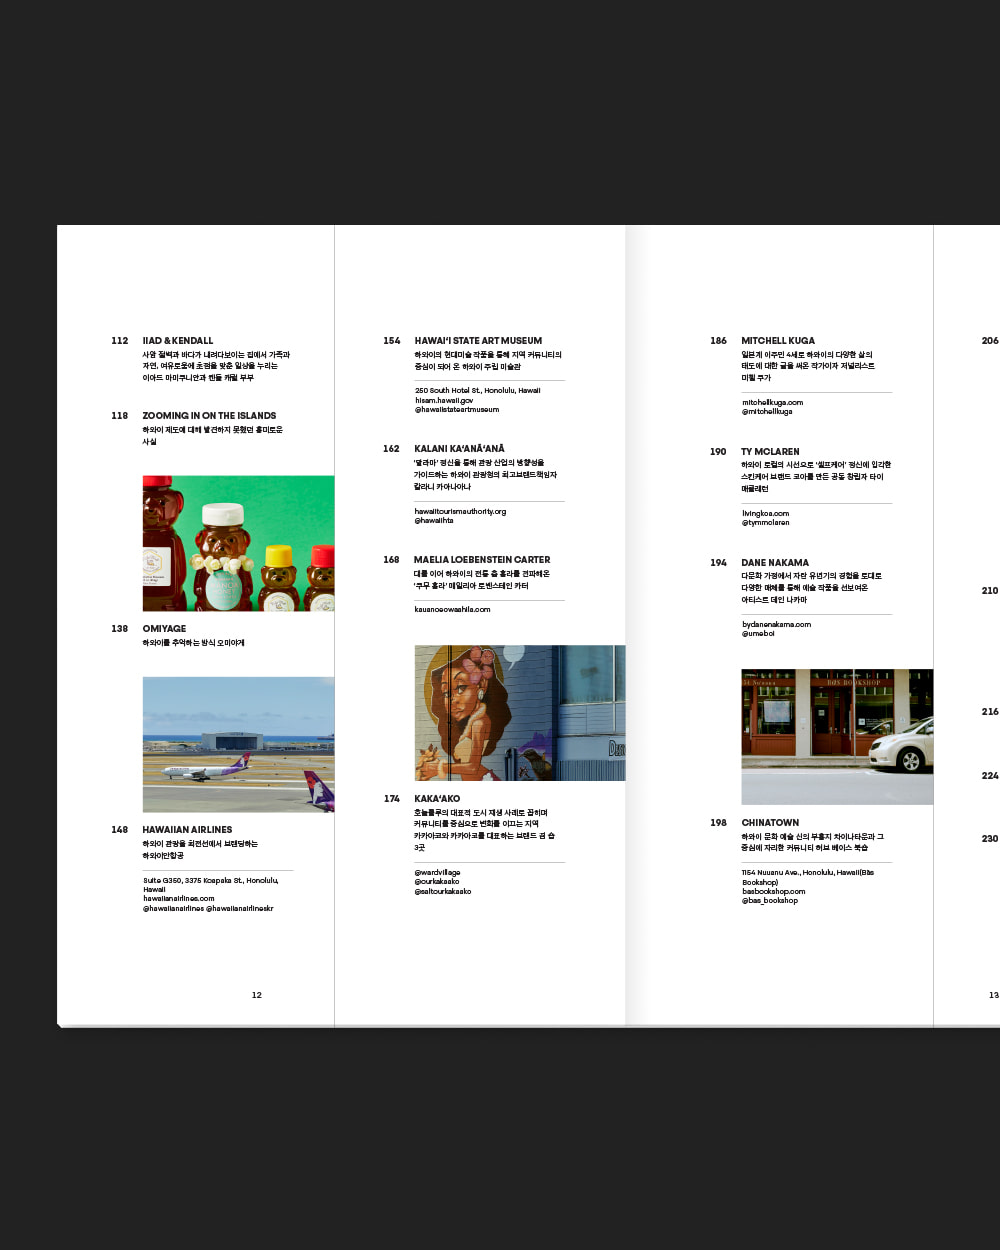 112 IIAD & KENDALL
사암 절벽과 바다가 내려다보이는 집에서 가족과
자연, 여유로움에 초점을 맞춘 일상을 누리는
이아드 마미쿠니안과 켄들 캐럴 부부
118 ZOOMING IN ON THE ISLANDS
하와이 제도에 대해 발견하지 못했던 흥미로운
사실
138 OMIYAGE
하와이를 추억하는 방식 오미야게
148 HAWAIIAN AIRLINES
하와이 관광을 최전선에서 브랜딩하는
하와이안항공
Suite G350, 3375 Koapaka St., Honolulu,
Hawaii
hawaiianairlines.com
@hawaiianairlines @hawaiianairlineskr
12
154 HAWAIʻI STATE ART MUSEUM
하와이의 현대미술 작품을 통해 지역 커뮤니티의
중심이 되어 온 하와이 주립 미술관
250 South Hotel St., Honolulu, Hawaii
hisam.hawaii.gov
@hawaiistateartmuseum
162 KALANI KAʻANĀʻANĀ
'말라마' 정신을 통해 관광 산업의 방향성을
가이드하는 하와이 관광청의 최고브랜드책임자
칼라니 카아나아나
hawaiitourismauthority.org
@hawaiihta
168 MAELIA LOEBENSTEIN CARTER
대를 이어 하와이의 전통 춤 훌라를 전파해온
'쿠무 훌라' 마엘리아 로벤스테인 카터
kauanoeowaahila.com
174 KAKAʻAKO
호놀룰루의 대표적 도시 재생 사례로 꼽히며
커뮤니티를 중심으로 변화를 이끄는 지역
카카아코와 카카아코를 대표하는 브랜드 겸 숍
3곳
@wardvillage
@ourkakaako
@saltourkakaako
186 MITCHELL KUGA
일본계 이주민 4세로 하와이의 다양한 삶의
태도에 대한 글을 써온 작가이자 저널리스트
미첼 쿠가
mitchellkuga.com
@mitchellkuga
190 TY MCLAREN
하와이 로컬의 시선으로 '셀프케어' 정신에 입각한
스킨케어 브랜드 코아를 만든 공동 창립자 타이
매클래런
livingkoa.com
@tymmclaren
194 DANE NAKAMA
다문화 가정에서 자란 유년기의 경험을 토대로
다양한 매체를 통해 예술 작품을 선보여온
아티스트 데인 나카마
bydanenakama.com
@umeboi
BĀS BOOKSHOP
198 CHINATOWN
하와이 문화 예술 신의 부흥지 차이나타운과 그
중심에 자리한 커뮤니티 허브 베이스 북숍
1154 Nuuanu Ave., Honolulu, Hawaii(Bās
Bookshop)
basbookshop.com
@bas_bookshop
206
210
216
224
230
13